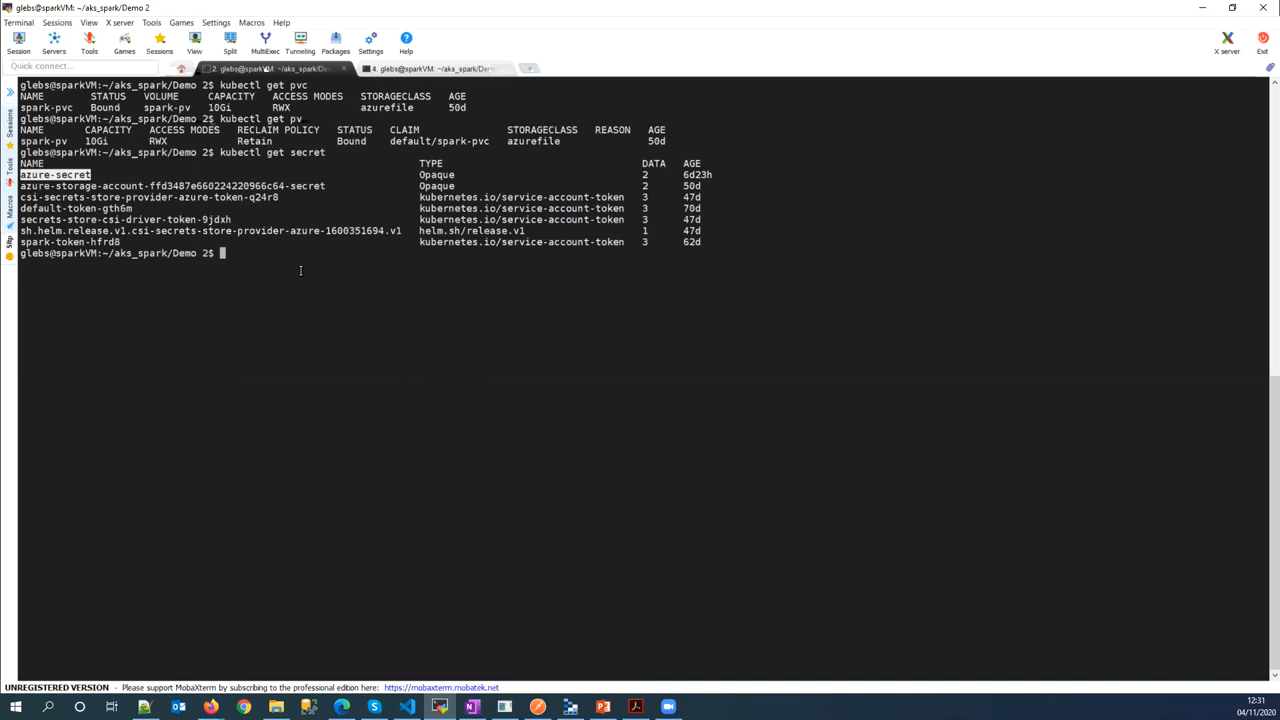 glebs@sparkVM: ~/aks_spark/Demo 2
Terminal Sessions View X server Tools Games Settings Macros Help
Session Servers Tools Games Sessions View Split MultiExec Tunneling Packages Settings Help X server Exit
Quick connect...
2. glebs@sparkVM: ~/aks_spark/De
4. glebs@sparkVM: ~/aks_spark/Demo
Sessions
Tools
Macros
Sftp
glebs@sparkVM:~/aks_spark/Demo 2$ kubectl get pvc
NAME STATUS VOLUME CAPACITY ACCESS MODES STORAGECLASS AGE
spark-pvc Bound spark-pv 10Gi RWX azurefile 50d
glebs@sparkVM:~/aks_spark/Demo 2$ kubectl get pv
NAME CAPACITY ACCESS MODES RECLAIM POLICY STATUS CLAIM STORAGECLASS REASON AGE
spark-pv 10Gi RWX Retain Bound default/spark-pvc azurefile 50d
glebs@sparkVM:~/aks_spark/Demo 2$ kubectl get secret
NAME TYPE DATA AGE
azure-secret Opaque 2 6d23h
azure-storage-account-ffd3487e660224220966c64-secret Opaque 2 50d
csi-secrets-store-provider-azure-token-q24r8 kubernetes.io/service-account-token 3 47d
default-token-gth6m kubernetes.io/service-account-token 3 70d
secrets-store-csi-driver-token-9jdxh kubernetes.io/service-account-token 3 47d
sh.helm.release.v1.csi-secrets-store-provider-azure-1600351694.v1 helm.sh/release.v1 1 47d
spark-token-hfrd8 kubernetes.io/service-account-token 3 62d
glebs@sparkVM:~/aks_spark/Demo 2$
UNREGISTERED VERSION - Please support MobaXterm by subscribing to the professional edition here: https://mobaxterm.mobatek.net
12:31
04/11/2020